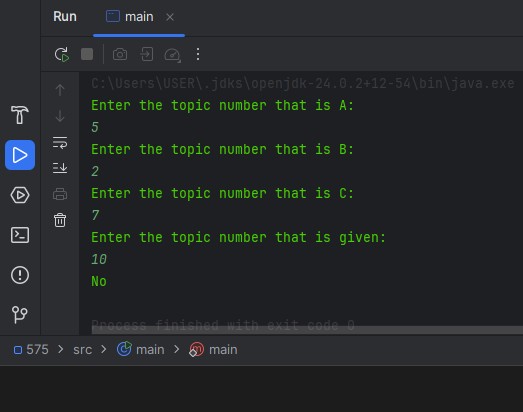 Run main
C:\Users\USER\.jdks\openjdk-24.0.2+12-54\bin\java.exe
Enter the topic number that is A:
5
Enter the topic number that is B:
2
Enter the topic number that is C:
7
Enter the topic number that is given:
10
No
Process finished with exit code 0
575 > src > main > main